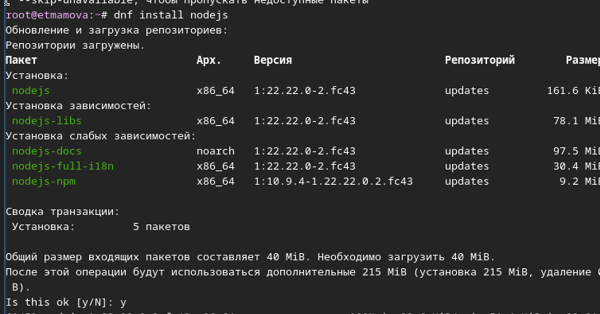 --skip-unavailable, чтобы пропускать недоступные пакеты
root@etmamova:~# dnf install nodejs
Обновление и загрузка репозиториев:
Репозитории загружены.
Пакет Арх. Версия Репозиторий Размер
Установка:
nodejs x86_64 1:22.22.0-2.fc43 updates 161.6 KiB
Установка зависимостей:
nodejs-libs x86_64 1:22.22.0-2.fc43 updates 78.1 MiB
Установка слабых зависимостей:
nodejs-docs noarch 1:22.22.0-2.fc43 updates 97.5 MiB
nodejs-full-i18n x86_64 1:22.22.0-2.fc43 updates 30.4 MiB
nodejs-npm x86_64 1:10.9.4-1.22.22.0.2.fc43 updates 9.2 MiB
Сводка транзакции:
Установка: 5 пакетов
Общий размер входящих пакетов составляет 40 MiB. Необходимо загрузить 40 MiB.
После этой операции будут использоваться дополнительные 215 MiB (установка 215 MiB, удаление 0
B).
Is this ok [y/N]: y